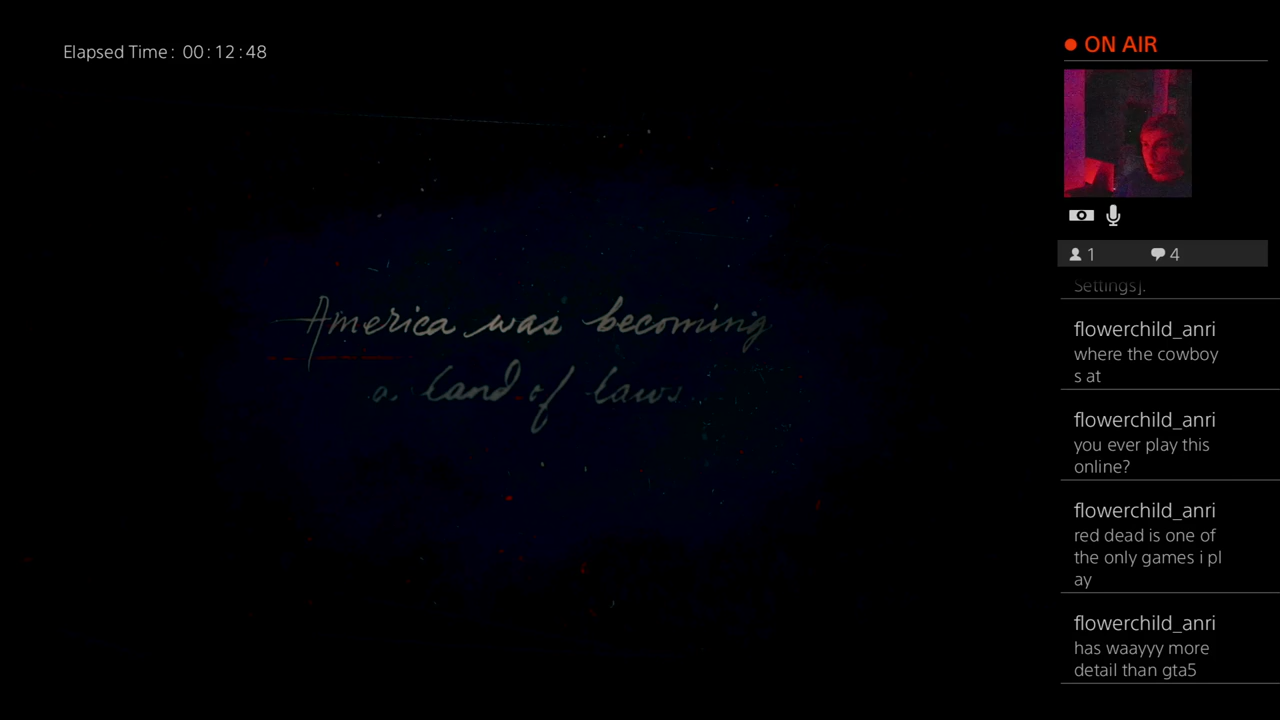 Elapsed Time: 00:12:48
America was becoming
a land of laws
ON AIR
1 4
Settings].
flowerchild_anri
where the cowboy
s at
flowerchild_anri
you ever play this
online?
flowerchild_anri
red dead is one of
the only games i pl
ay
flowerchild_anri
has waayyy more
detail than gta5